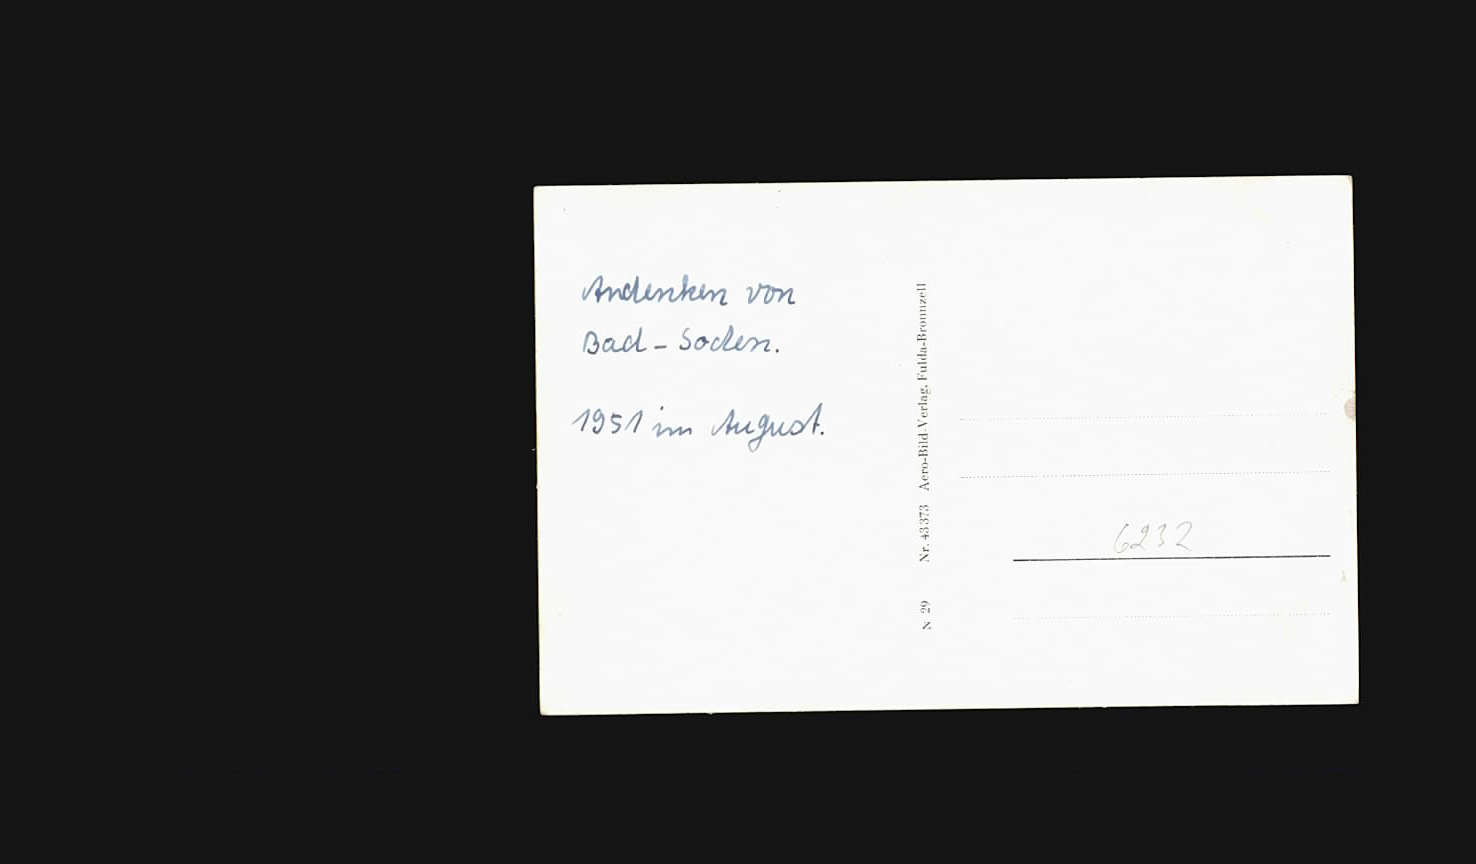 Andenken von
Bad - Soden.
1951 im August.
N 29 Nr. 43373 Aero-Bild-Verlag, Fulda-Bronnzell
6232